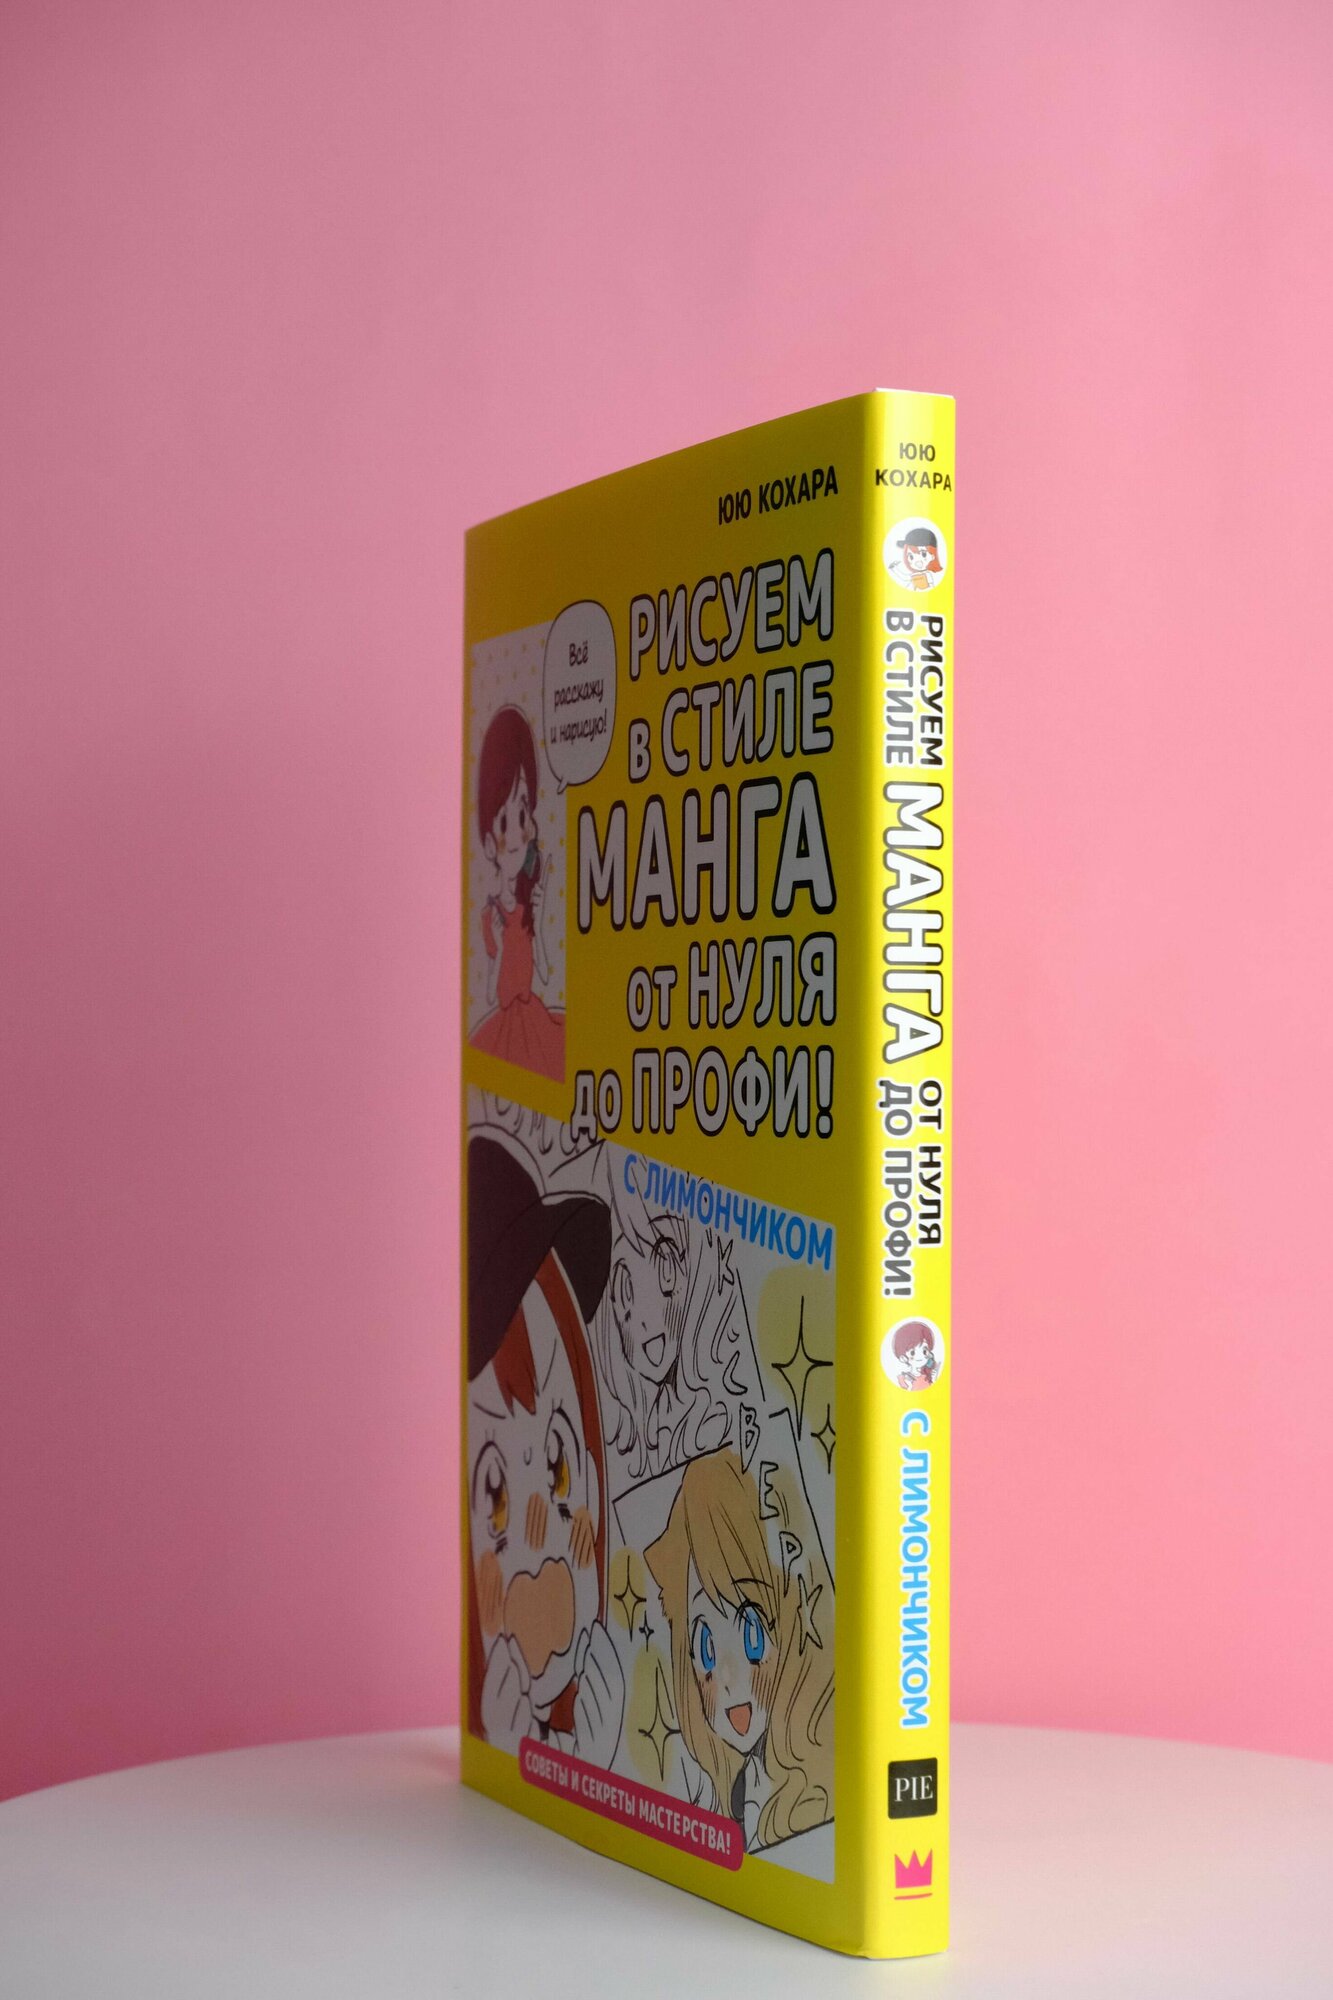 ЮЮ КОХАРА
РИСУЕМ
в СТИЛЕ
МАНГА
от НУЛЯ
до ПРОФИ!
с ЛИМОНЧИКОМ
Всё
расскажу
и нарисую!
КЛЕВЕР К
СОВЕТЫ И СЕКРЕТЫ МАСТЕРСТВА!
ЮЮ
КОХАРА
РИСУЕМ
В СТИЛЕ
МАНГА
ОТ НУЛЯ
ДО ПРОФИ!
С ЛИМОНЧИКОМ
PIE